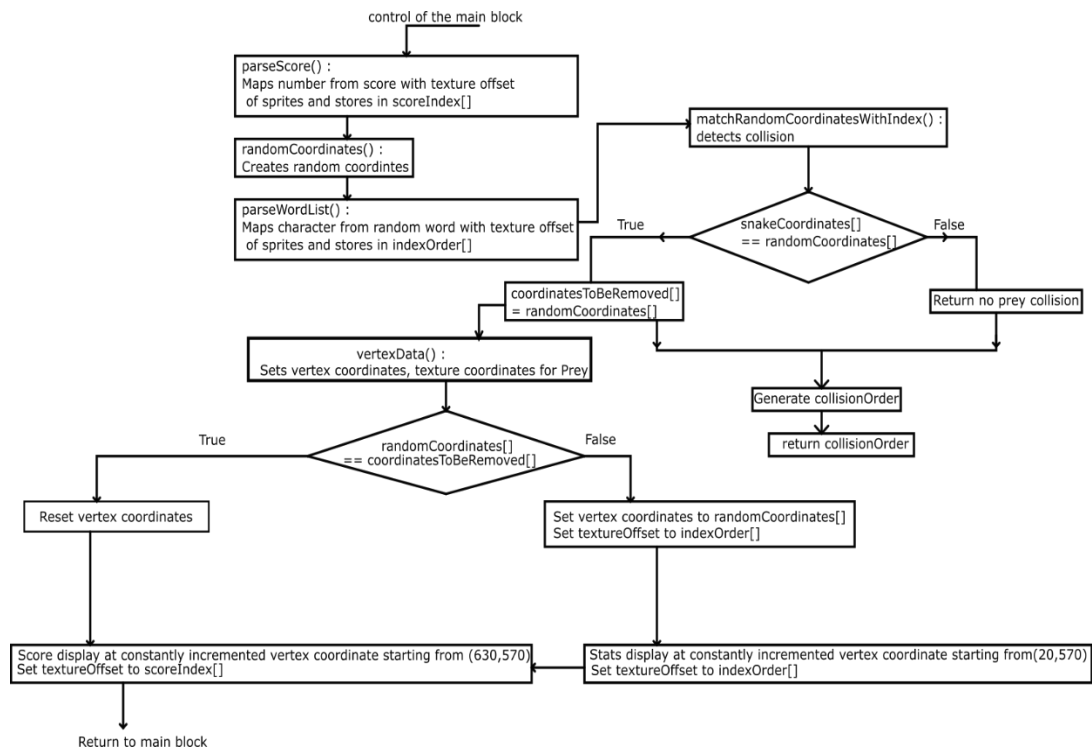 control of the main block
parseScore() :
Maps number from score with texture offset
of sprites and stores in scoreIndex[]
randomCoordinates() :
Creates random coordintes
parseWordList() :
Maps character from random word with texture offset
of sprites and stores in indexOrder[]
matchRandomCoordinatesWithIndex() :
detects collision
snakeCoordinates[]
== randomCoordinates[]
True
False
coordinatesToBeRemoved[]
= randomCoordinates[]
Return no prey collision
vertexData() :
Sets vertex coordinates, texture coordinates for Prey
Generate collisionOrder
return collisionOrder
randomCoordinates[]
== coordinatesToBeRemoved[]
True
False
Reset vertex coordinates
Set vertex coordinates to randomCoordinates[]
Set textureOffset to indexOrder[]
Score display at constantly incremented vertex coordinate starting from (630,570)
Set textureOffset to scoreIndex[]
Stats display at constantly incremented vertex coordinate starting from(20,570)
Set textureOffset to indexOrder[]
Return to main block